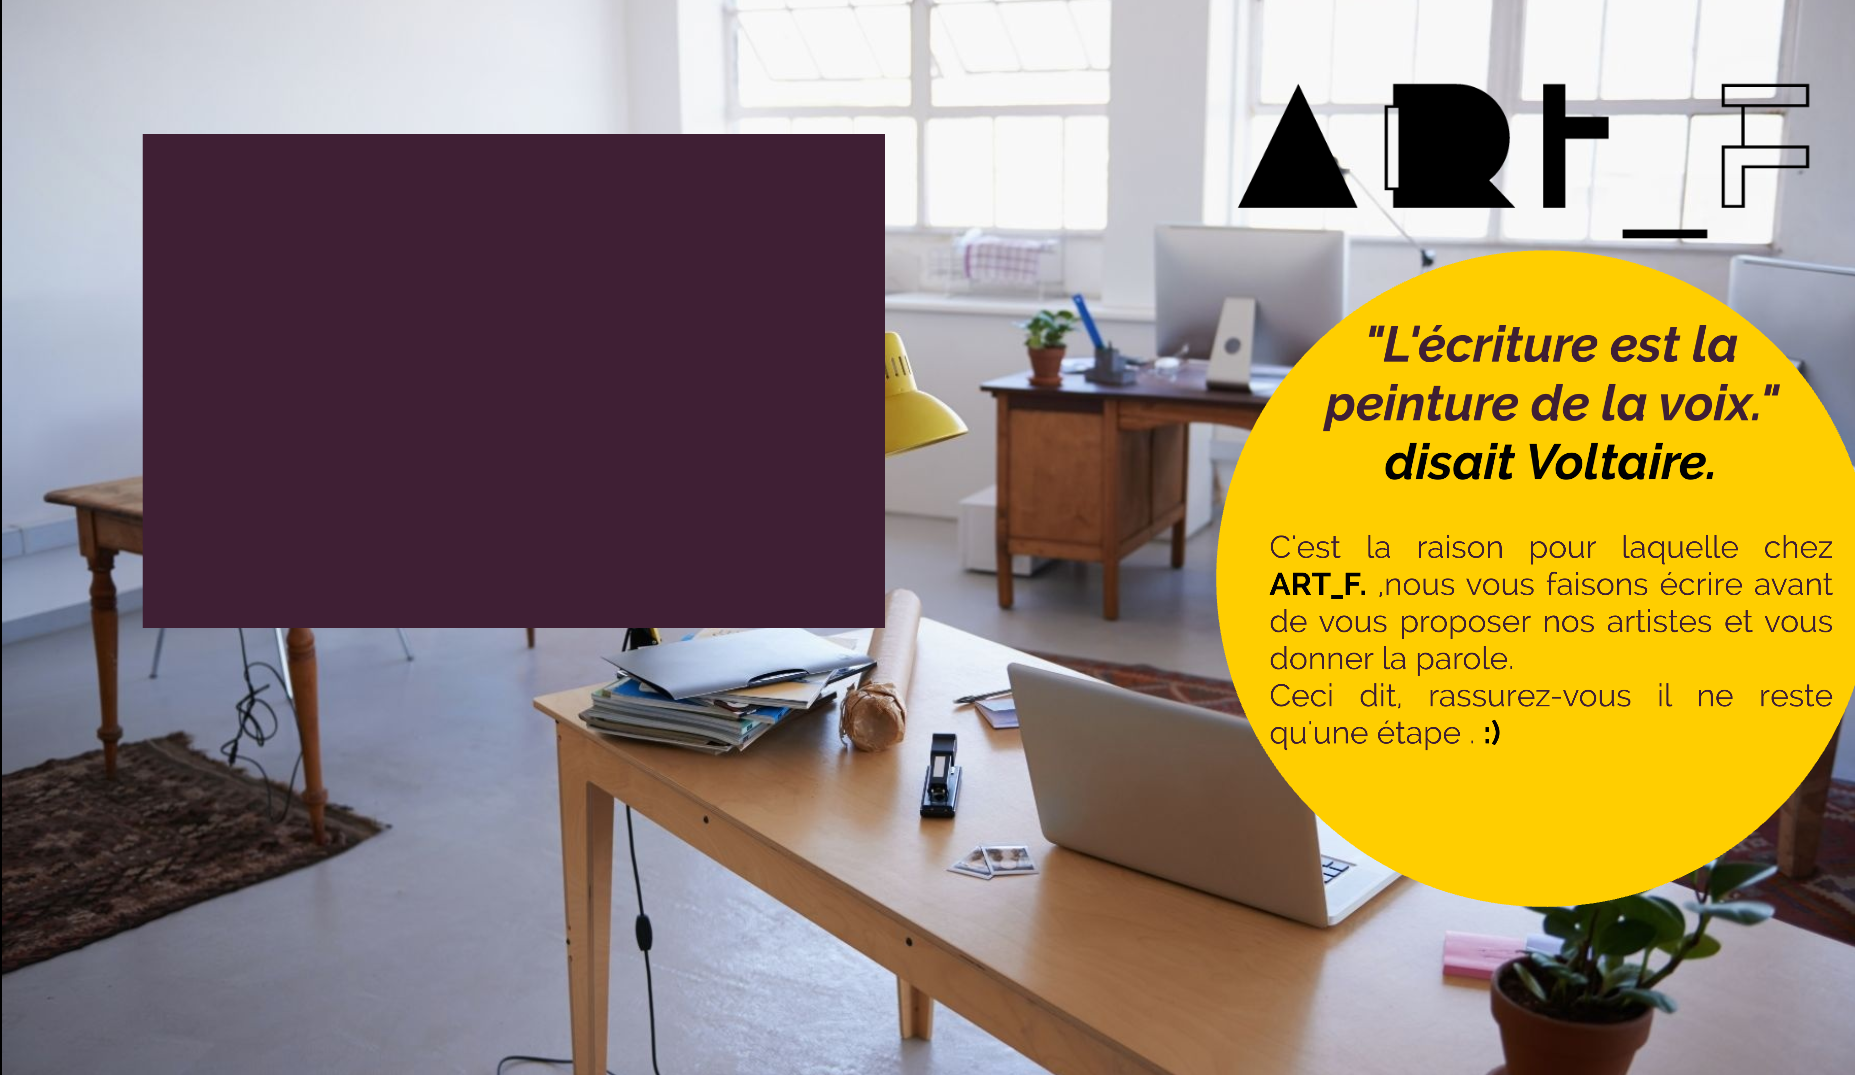 ART_F
"L'écriture est la
peinture de la voix."
disait Voltaire.
C'est la raison pour laquelle chez
ART_F. ,nous vous faisons écrire avant
de vous proposer nos artistes et vous
donner la parole.
Ceci dit, rassurez-vous il ne reste
qu'une étape . :)